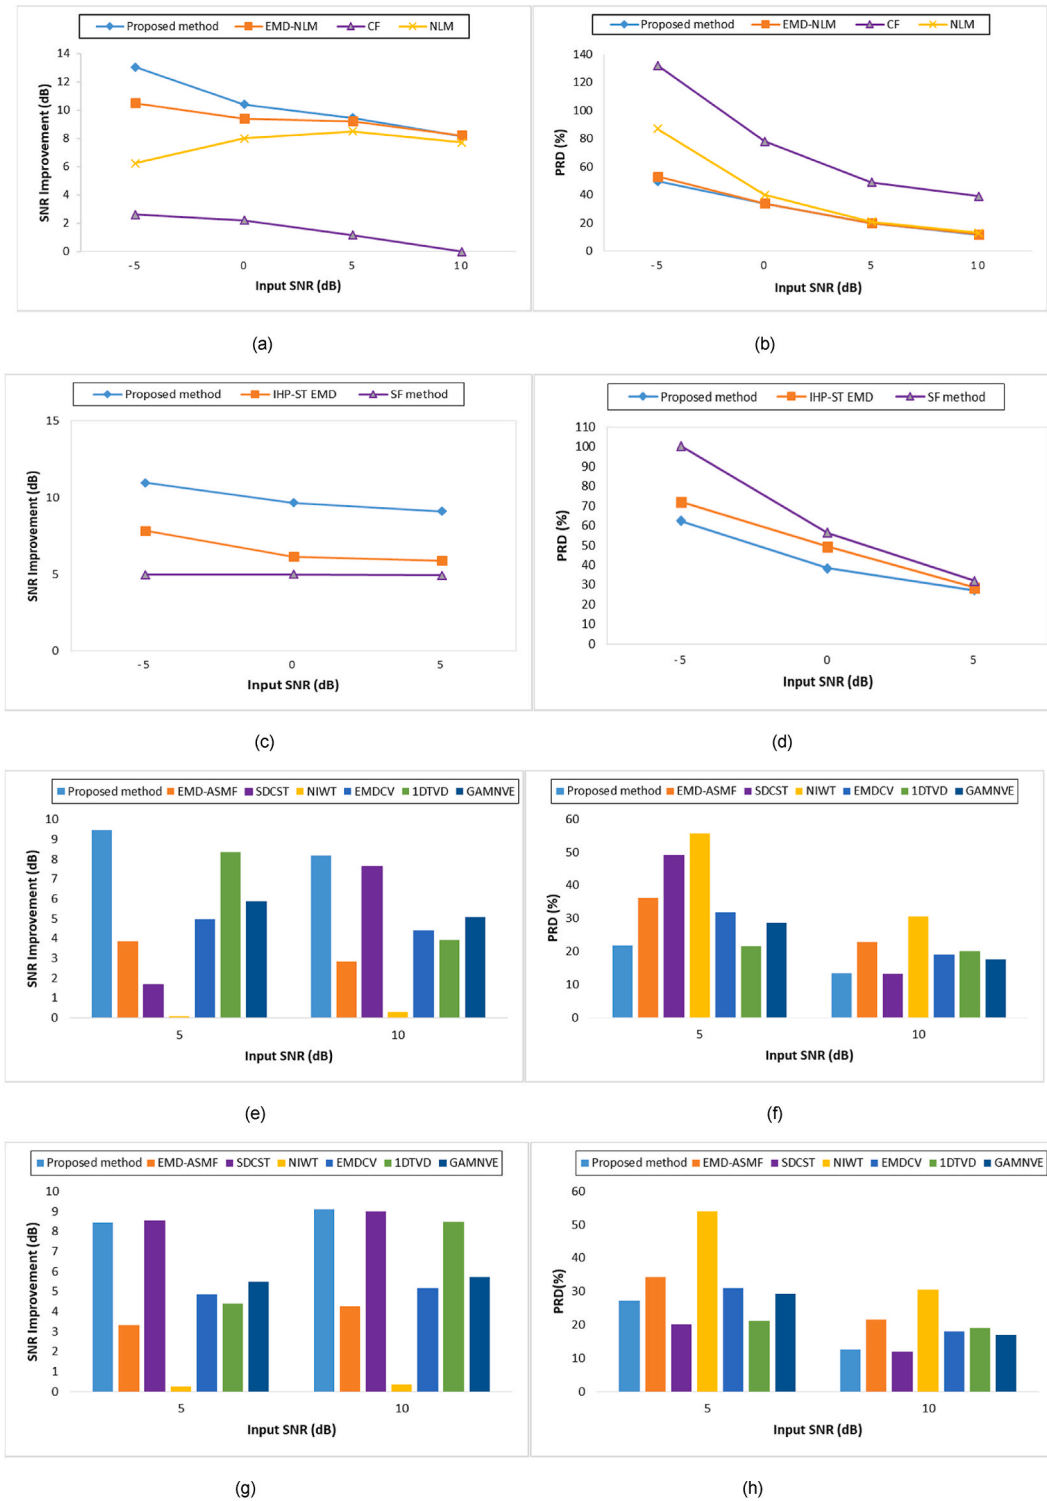 Proposed method EMD-NLM CF NLM
SNR Improvement (dB)
14
12
10
8
6
4
2
0
-5 0 5 10
Input SNR (dB)
(a)
Proposed method EMD-NLM CF NLM
PRD (%)
140
120
100
80
60
40
20
0
-5 0 5 10
Input SNR (dB)
(b)
Proposed method IHP-ST EMD SF method
SNR Improvement (dB)
15
10
5
0
-5 0 5
Input SNR (dB)
(c)
Proposed method IHP-ST EMD SF method
PRD (%)
110
100
90
80
70
60
50
40
30
20
10
0
-5 0 5
Input SNR (dB)
(d)
Proposed method EMD-ASMF SDCST NIWT EMDCV 1DTVD GAMNVE
SNR Improvement (dB)
10
9
8
7
6
5
4
3
2
1
0
5 10
Input SNR (dB)
(e)
Proposed method EMD-ASMF SDCST NIWT EMDCV 1DTVD GAMNVE
PRD (%)
60
50
40
30
20
10
0
5 10
Input SNR (dB)
(f)
Proposed method EMD-ASMF SDCST NIWT EMDCV 1DTVD GAMNVE
SNR Improvement (dB)
10
9
8
7
6
5
4
3
2
1
0
5 10
Input SNR (dB)
(g)
Proposed method EMD-ASMF SDCST NIWT EMDCV 1DTVD GAMNVE
PRD(%)
60
50
40
30
20
10
0
5 10
Input SNR (dB)
(h)